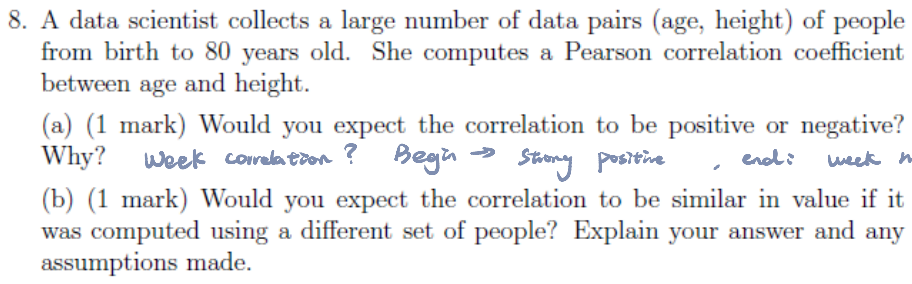 8. A data scientist collects a large number of data pairs (age, height) of people
from birth to 80 years old. She computes a Pearson correlation coefficient
between age and height.
(a) (1 mark) Would you expect the correlation to be positive or negative?
Why? Week correlation ? Begin → Strong positive , end: week n
(b) (1 mark) Would you expect the correlation to be similar in value if it
was computed using a different set of people? Explain your answer and any
assumptions made.